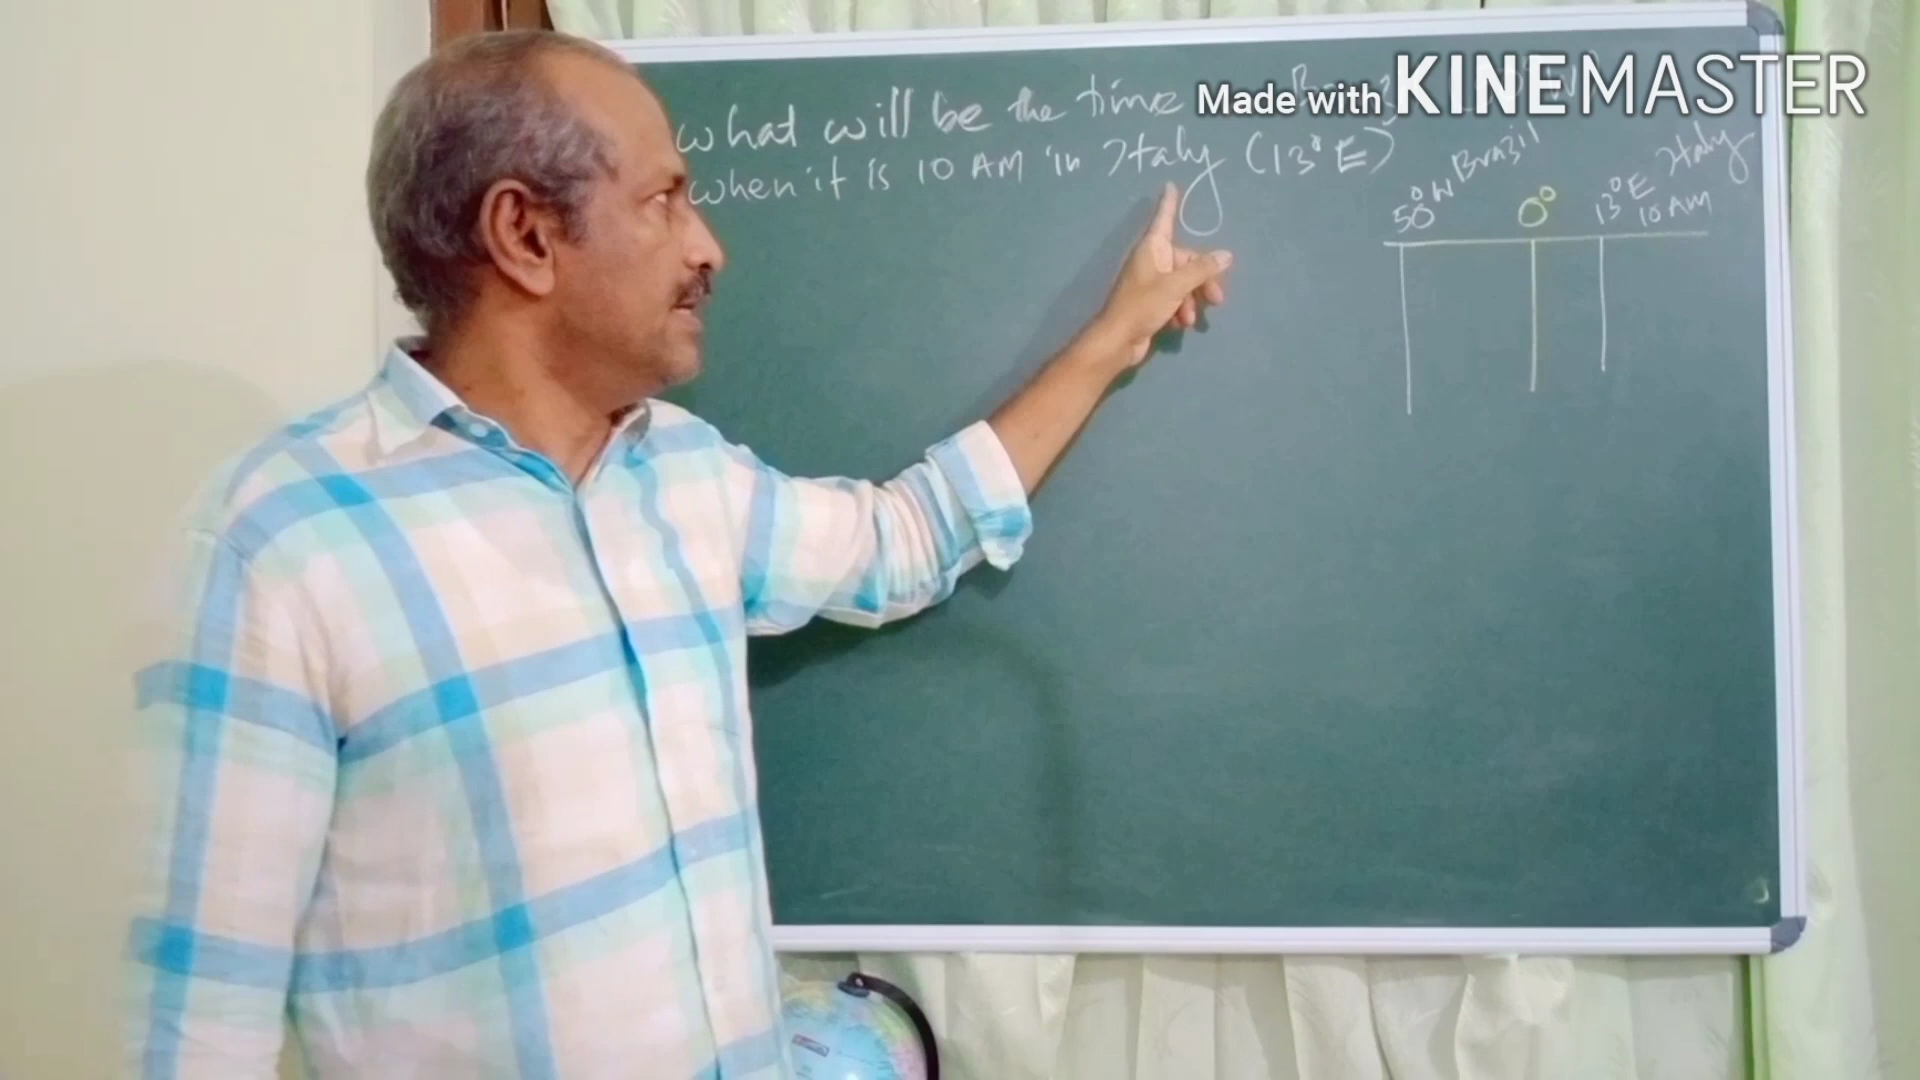 what will be the time
Made with KINEMASTER
when it is 10 AM in Italy (13° E)
50° W Brazil
0°
13° E Italy
10 AM